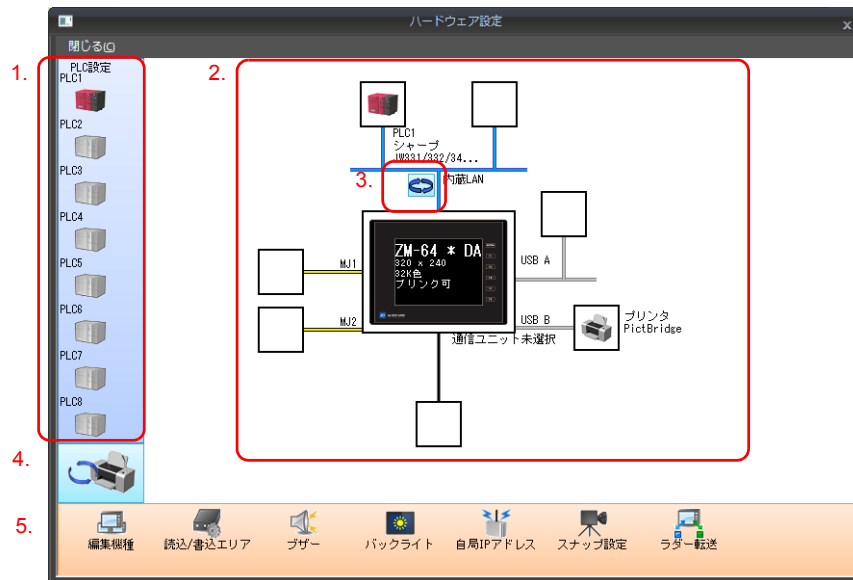 ハードウェア設定
x
閉じる(C)
1.
PLC設定
PLC1
PLC2
PLC3
PLC4
PLC5
PLC6
PLC7
PLC8
2.
PLC1
シャープ
JW331/332/34...
3.
内蔵LAN
MJ1
MJ2
ZM-64 * DA
320 x 240
32K色
ブリンク可
USB A
USB B
プリンタ
PictBridge
通信ユニット未選択
4.
5.
編集機種
読込/書込エリア
ブザー
バックライト
自局IPアドレス
スナップ設定
ラダー転送